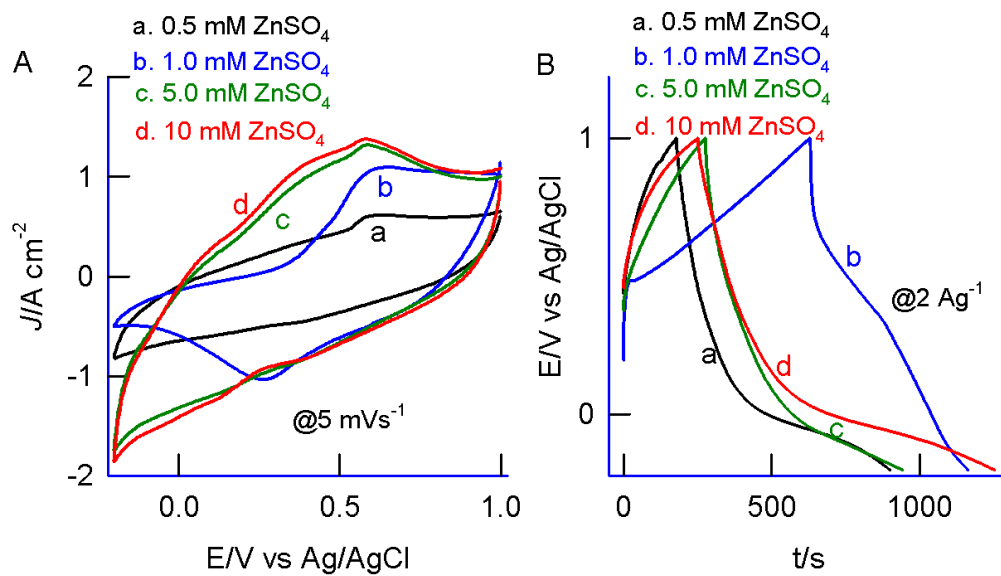 A
a. 0.5 mM ZnSO₄
b. 1.0 mM ZnSO₄
c. 5.0 mM ZnSO₄
d. 10 mM ZnSO₄
2
1
0
-1
-2
J/A cm⁻²
d
c
b
a
@5 mVs⁻¹
0.0
0.5
1.0
E/V vs Ag/AgCl
B
a. 0.5 mM ZnSO₄
b. 1.0 mM ZnSO₄
c. 5.0 mM ZnSO₄
d. 10 mM ZnSO₄
1
0
E/V vs Ag/AgCl
b
@2 Ag⁻¹
a
d
c
0
500
1000
t/s